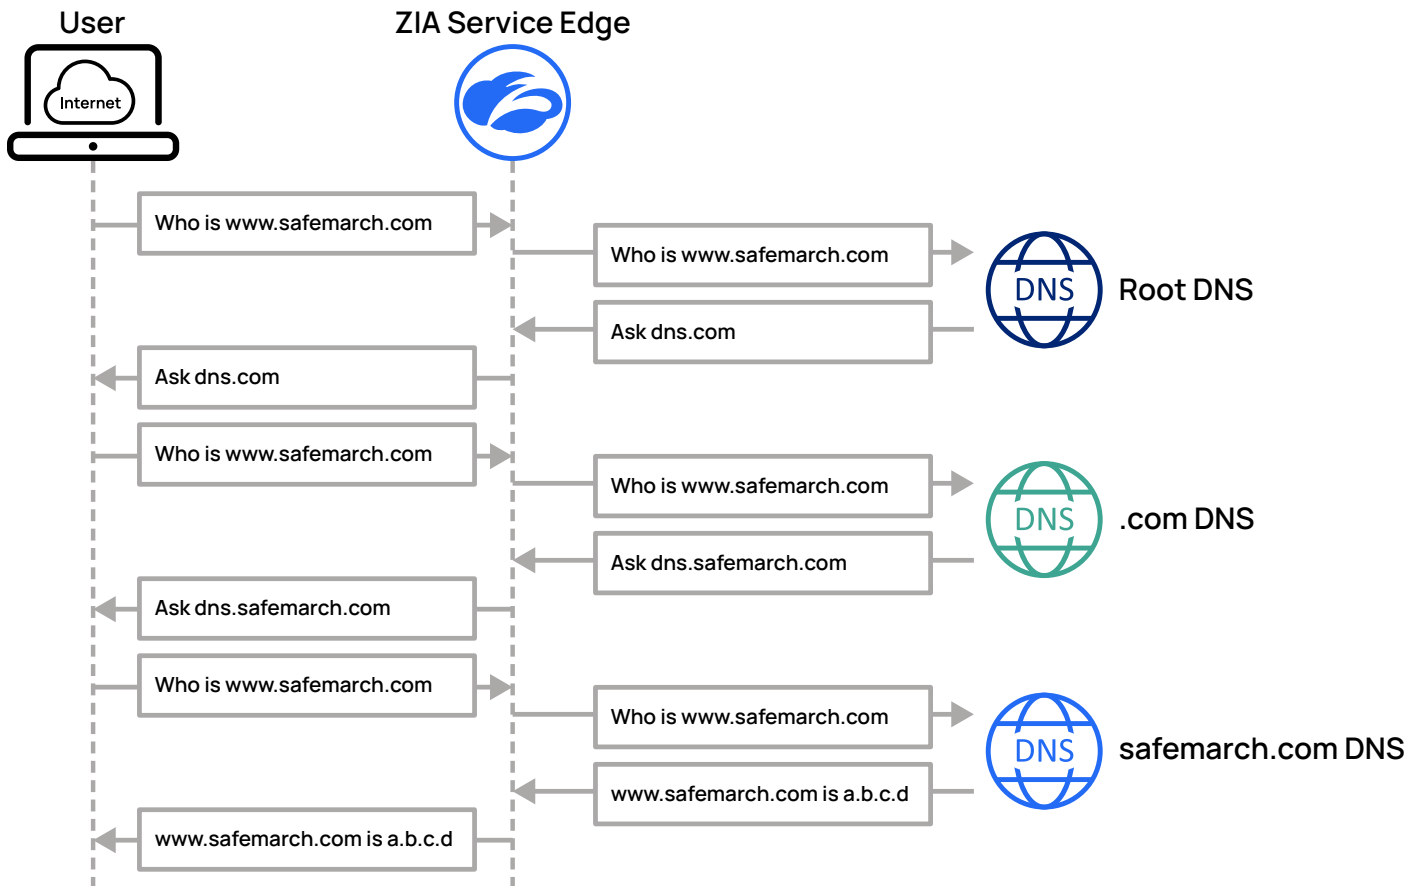 User
ZIA Service Edge
Internet
Who is www.safemarch.com
Who is www.safemarch.com
DNS
Root DNS
Ask dns.com
Ask dns.com
Who is www.safemarch.com
Who is www.safemarch.com
DNS
.com DNS
Ask dns.safemarch.com
Ask dns.safemarch.com
Who is www.safemarch.com
Who is www.safemarch.com
DNS
safemarch.com DNS
www.safemarch.com is a.b.c.d
www.safemarch.com is a.b.c.d